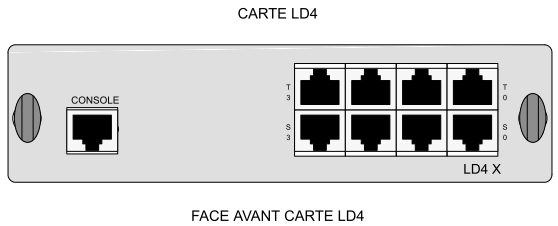 CARTE LD4
CONSOLE
T
3
T
0
S
3
S
0
LD4 X
FACE AVANT CARTE LD4